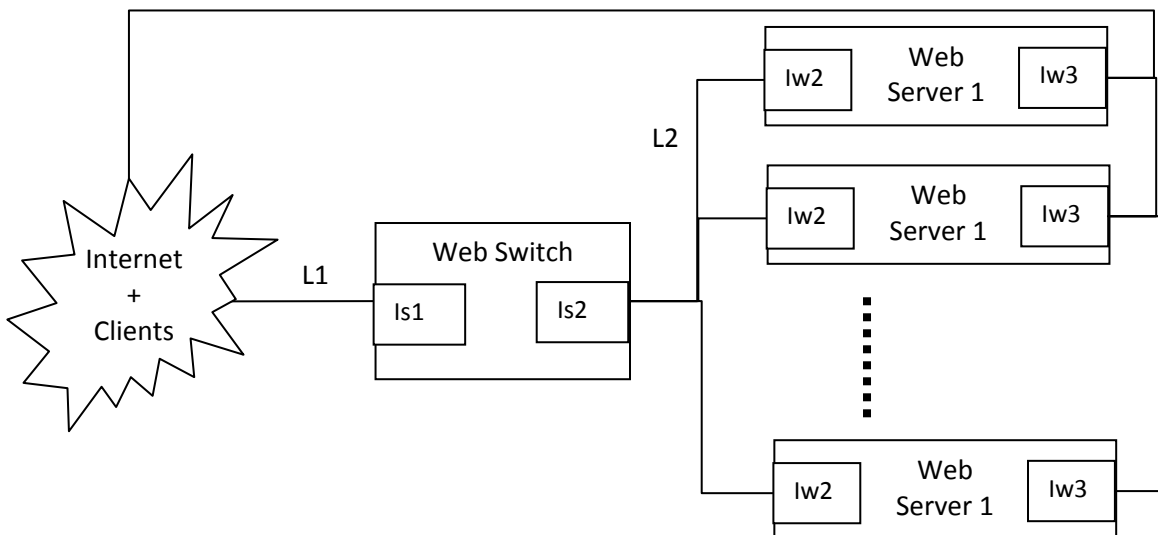 Iw2
Web
Server 1
Iw3
L2
Iw2
Web
Server 1
Iw3
Internet
+
Clients
L1
Web Switch
Is1
Is2
Iw2
Web
Server 1
Iw3